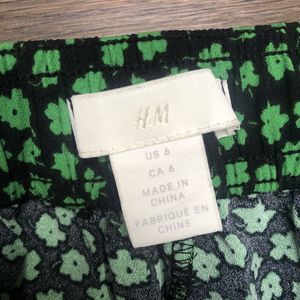 H&M
US 6
CA 6
MADE IN
CHINA
FABRIQUÉ EN
CHINE